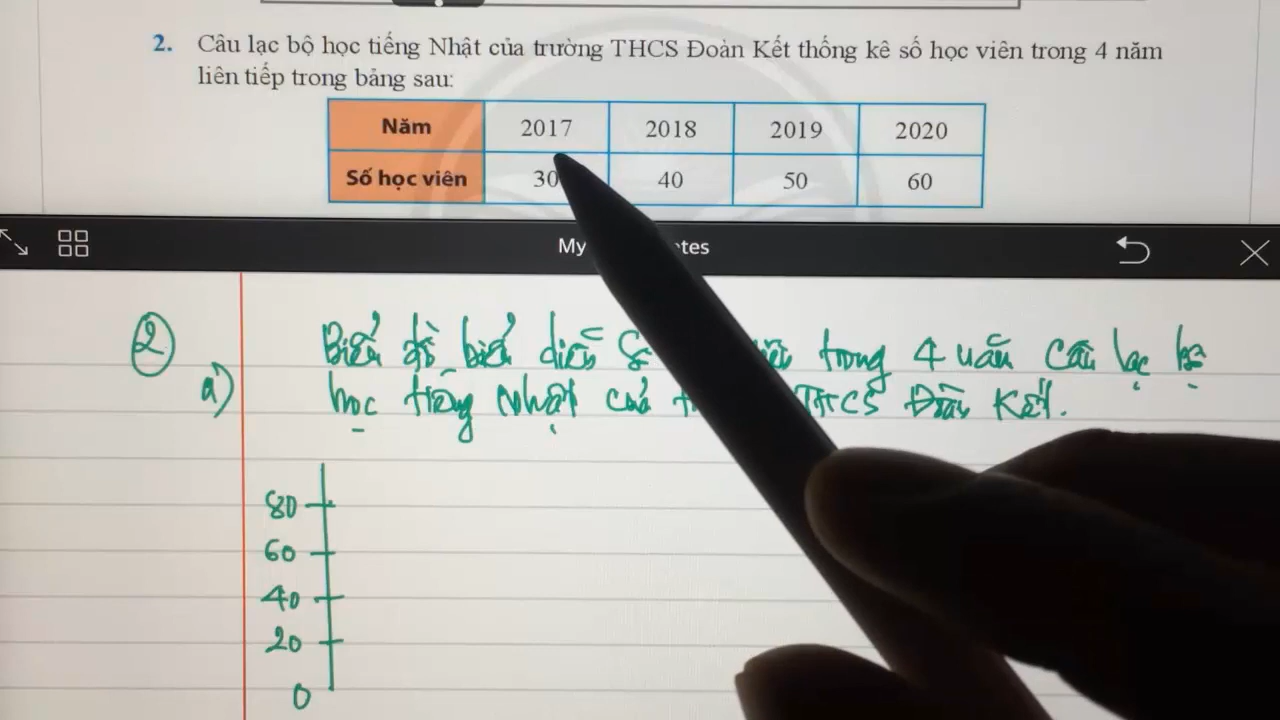 2. Câu lạc bộ học tiếng Nhật của trường THCS Đoàn Kết thống kê số học viên trong 4 năm
liên tiếp trong bảng sau:
Năm 2017 2018 2019 2020
Số học viên 30 40 50 60
My tes
2
a) Biểu đồ biểu diễn trong 4 năm câu lạc bộ
học tiếng Nhật của THCS Đoàn Kết.
80
60
40
20
0